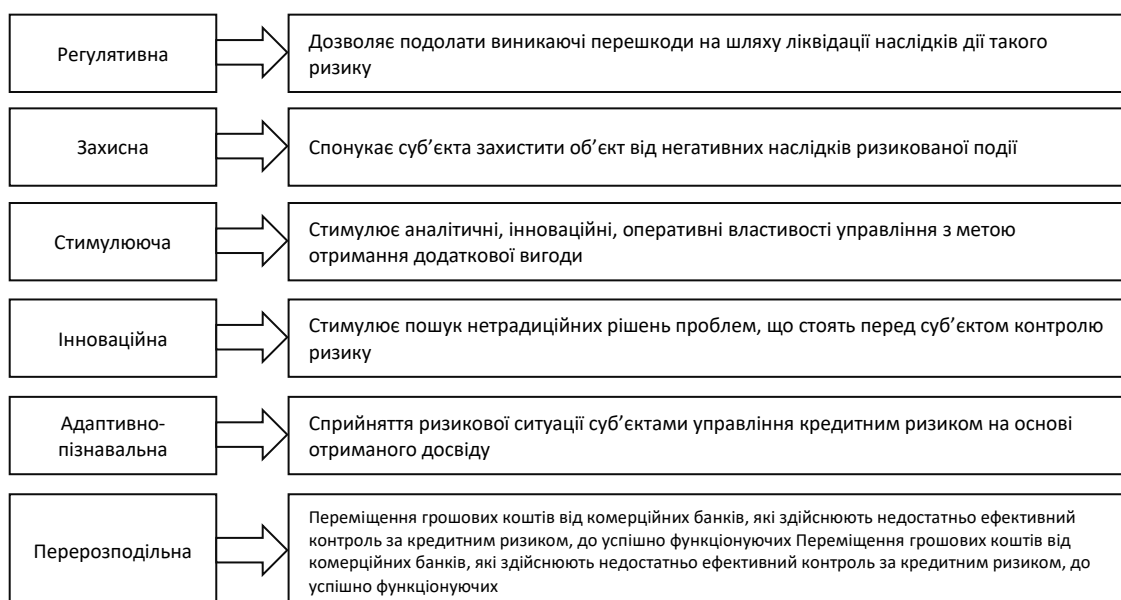 Регулятивна
Дозволяє подолати виникаючі перешкоди на шляху ліквідації наслідків дії такого
ризику
Захисна
Спонукає суб’єкта захистити об’єкт від негативних наслідків ризикованої події
Стимулююча
Стимулює аналітичні, інноваційні, оперативні властивості управління з метою
отримання додаткової вигоди
Інноваційна
Стимулює пошук нетрадиційних рішень проблем, що стоять перед суб’єктом контролю
ризику
Адаптивно-
пізнавальна
Сприйняття ризикової ситуації суб’єктами управління кредитним ризиком на основі
отриманого досвіду
Перерозподільна
Переміщення грошових коштів від комерційних банків, які здійснюють недостатньо ефективний
контроль за кредитним ризиком, до успішно функціонуючих Переміщення грошових коштів від
комерційних банків, які здійснюють недостатньо ефективний контроль за кредитним ризиком, до
успішно функціонуючих